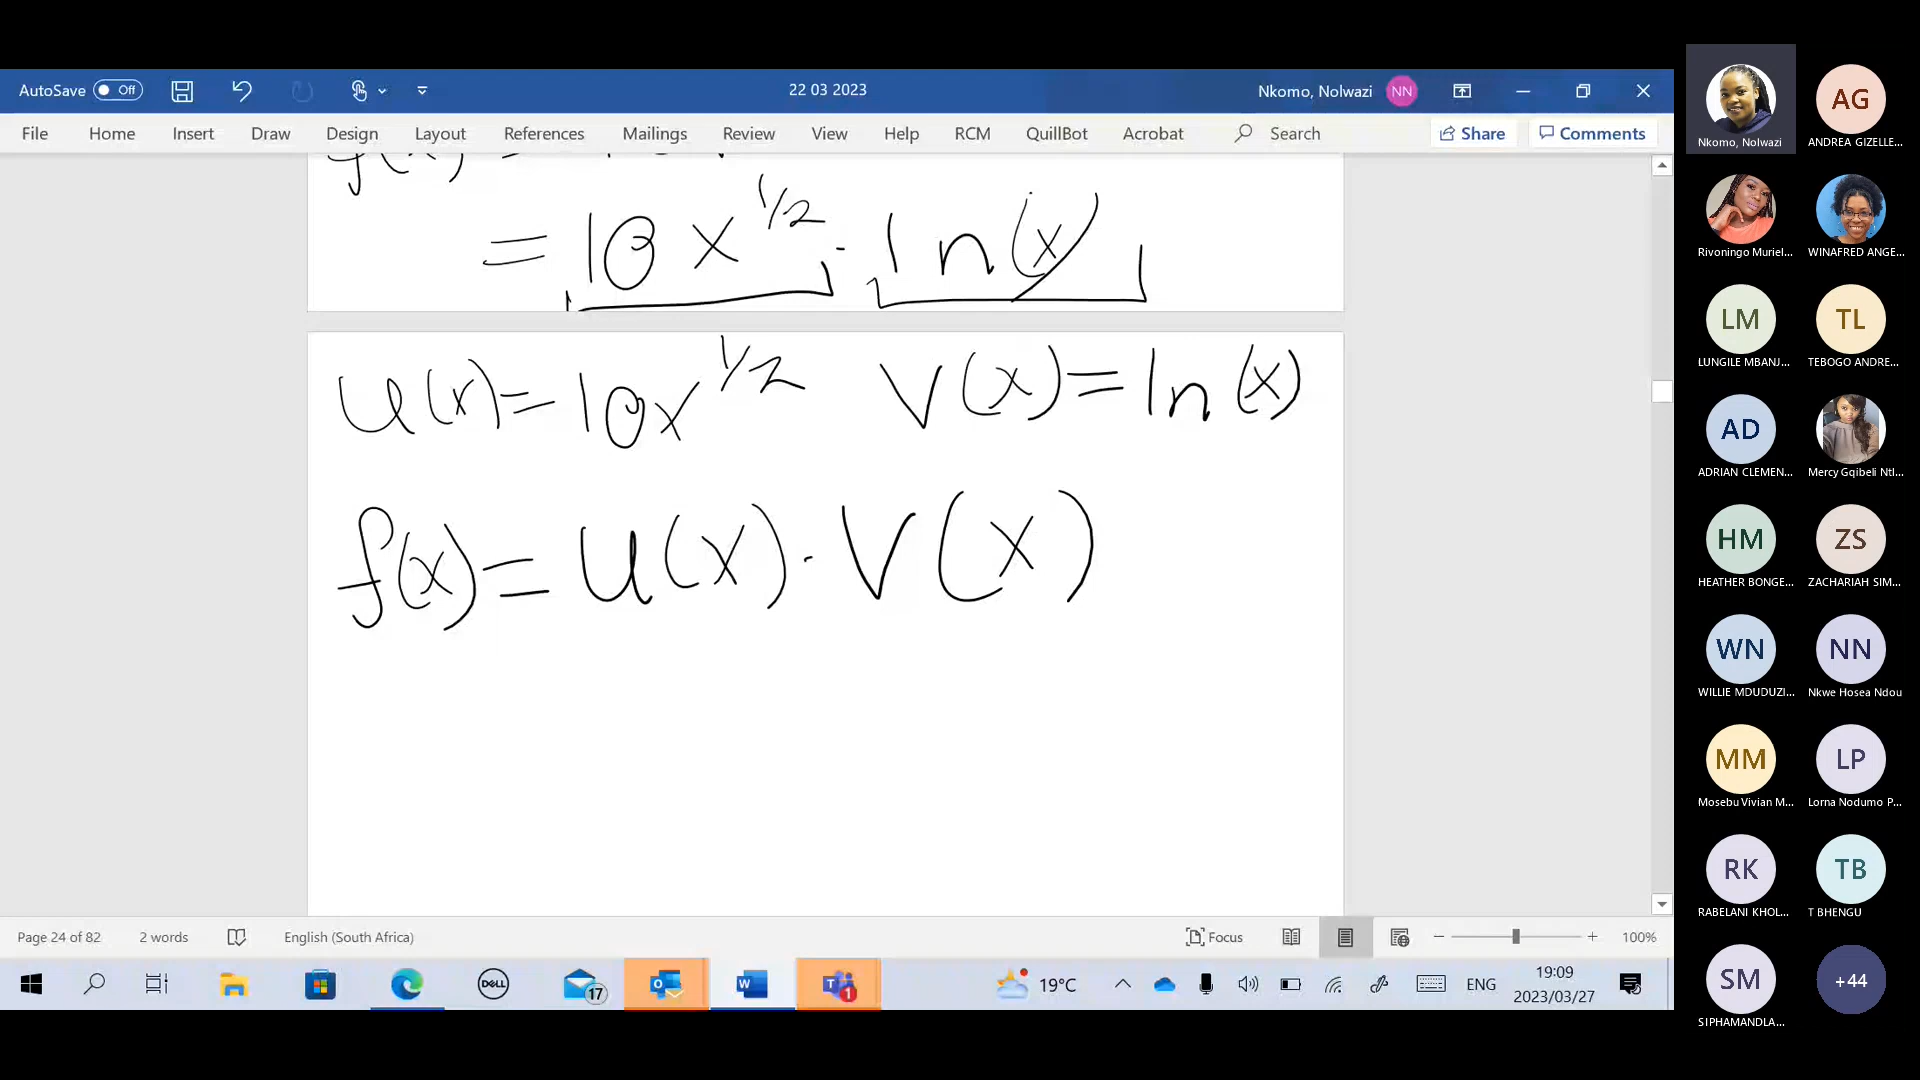 AutoSave Off
22 03 2023
Nkomo, Nolwazi NN
File Home Insert Draw Design Layout References Mailings Review View Help RCM QuillBot Acrobat Search Share Comments
f(x) =
= 10x^1/2 · ln(x)
u(x) = 10x^1/2 v(x) = ln(x)
f(x) = u(x) · v(x)
Page 24 of 82 2 words English (South Africa) Focus 100%
DELL 17 O W T 1 19°C ENG 19:09
2023/03/27
AG
Nkomo, Nolwazi ANDREA GIZELLE...
Rivoningo Muriel... WINAFRED ANGE...
LM TL
LUNGILE MBANJ... TEBOGO ANDRE...
AD
ADRIAN CLEMEN... Mercy Gqibeli Ntl...
HM ZS
HEATHER BONGE... ZACHARIAH SIM...
WN NN
WILLIE MDUDUZI... Nkwe Hosea Ndou
MM LP
Mosebu Vivian M... Lorna Nodumo P...
RK TB
RABELANI KHOL... T BHENGU
SM +44
SIPHAMANDLA...